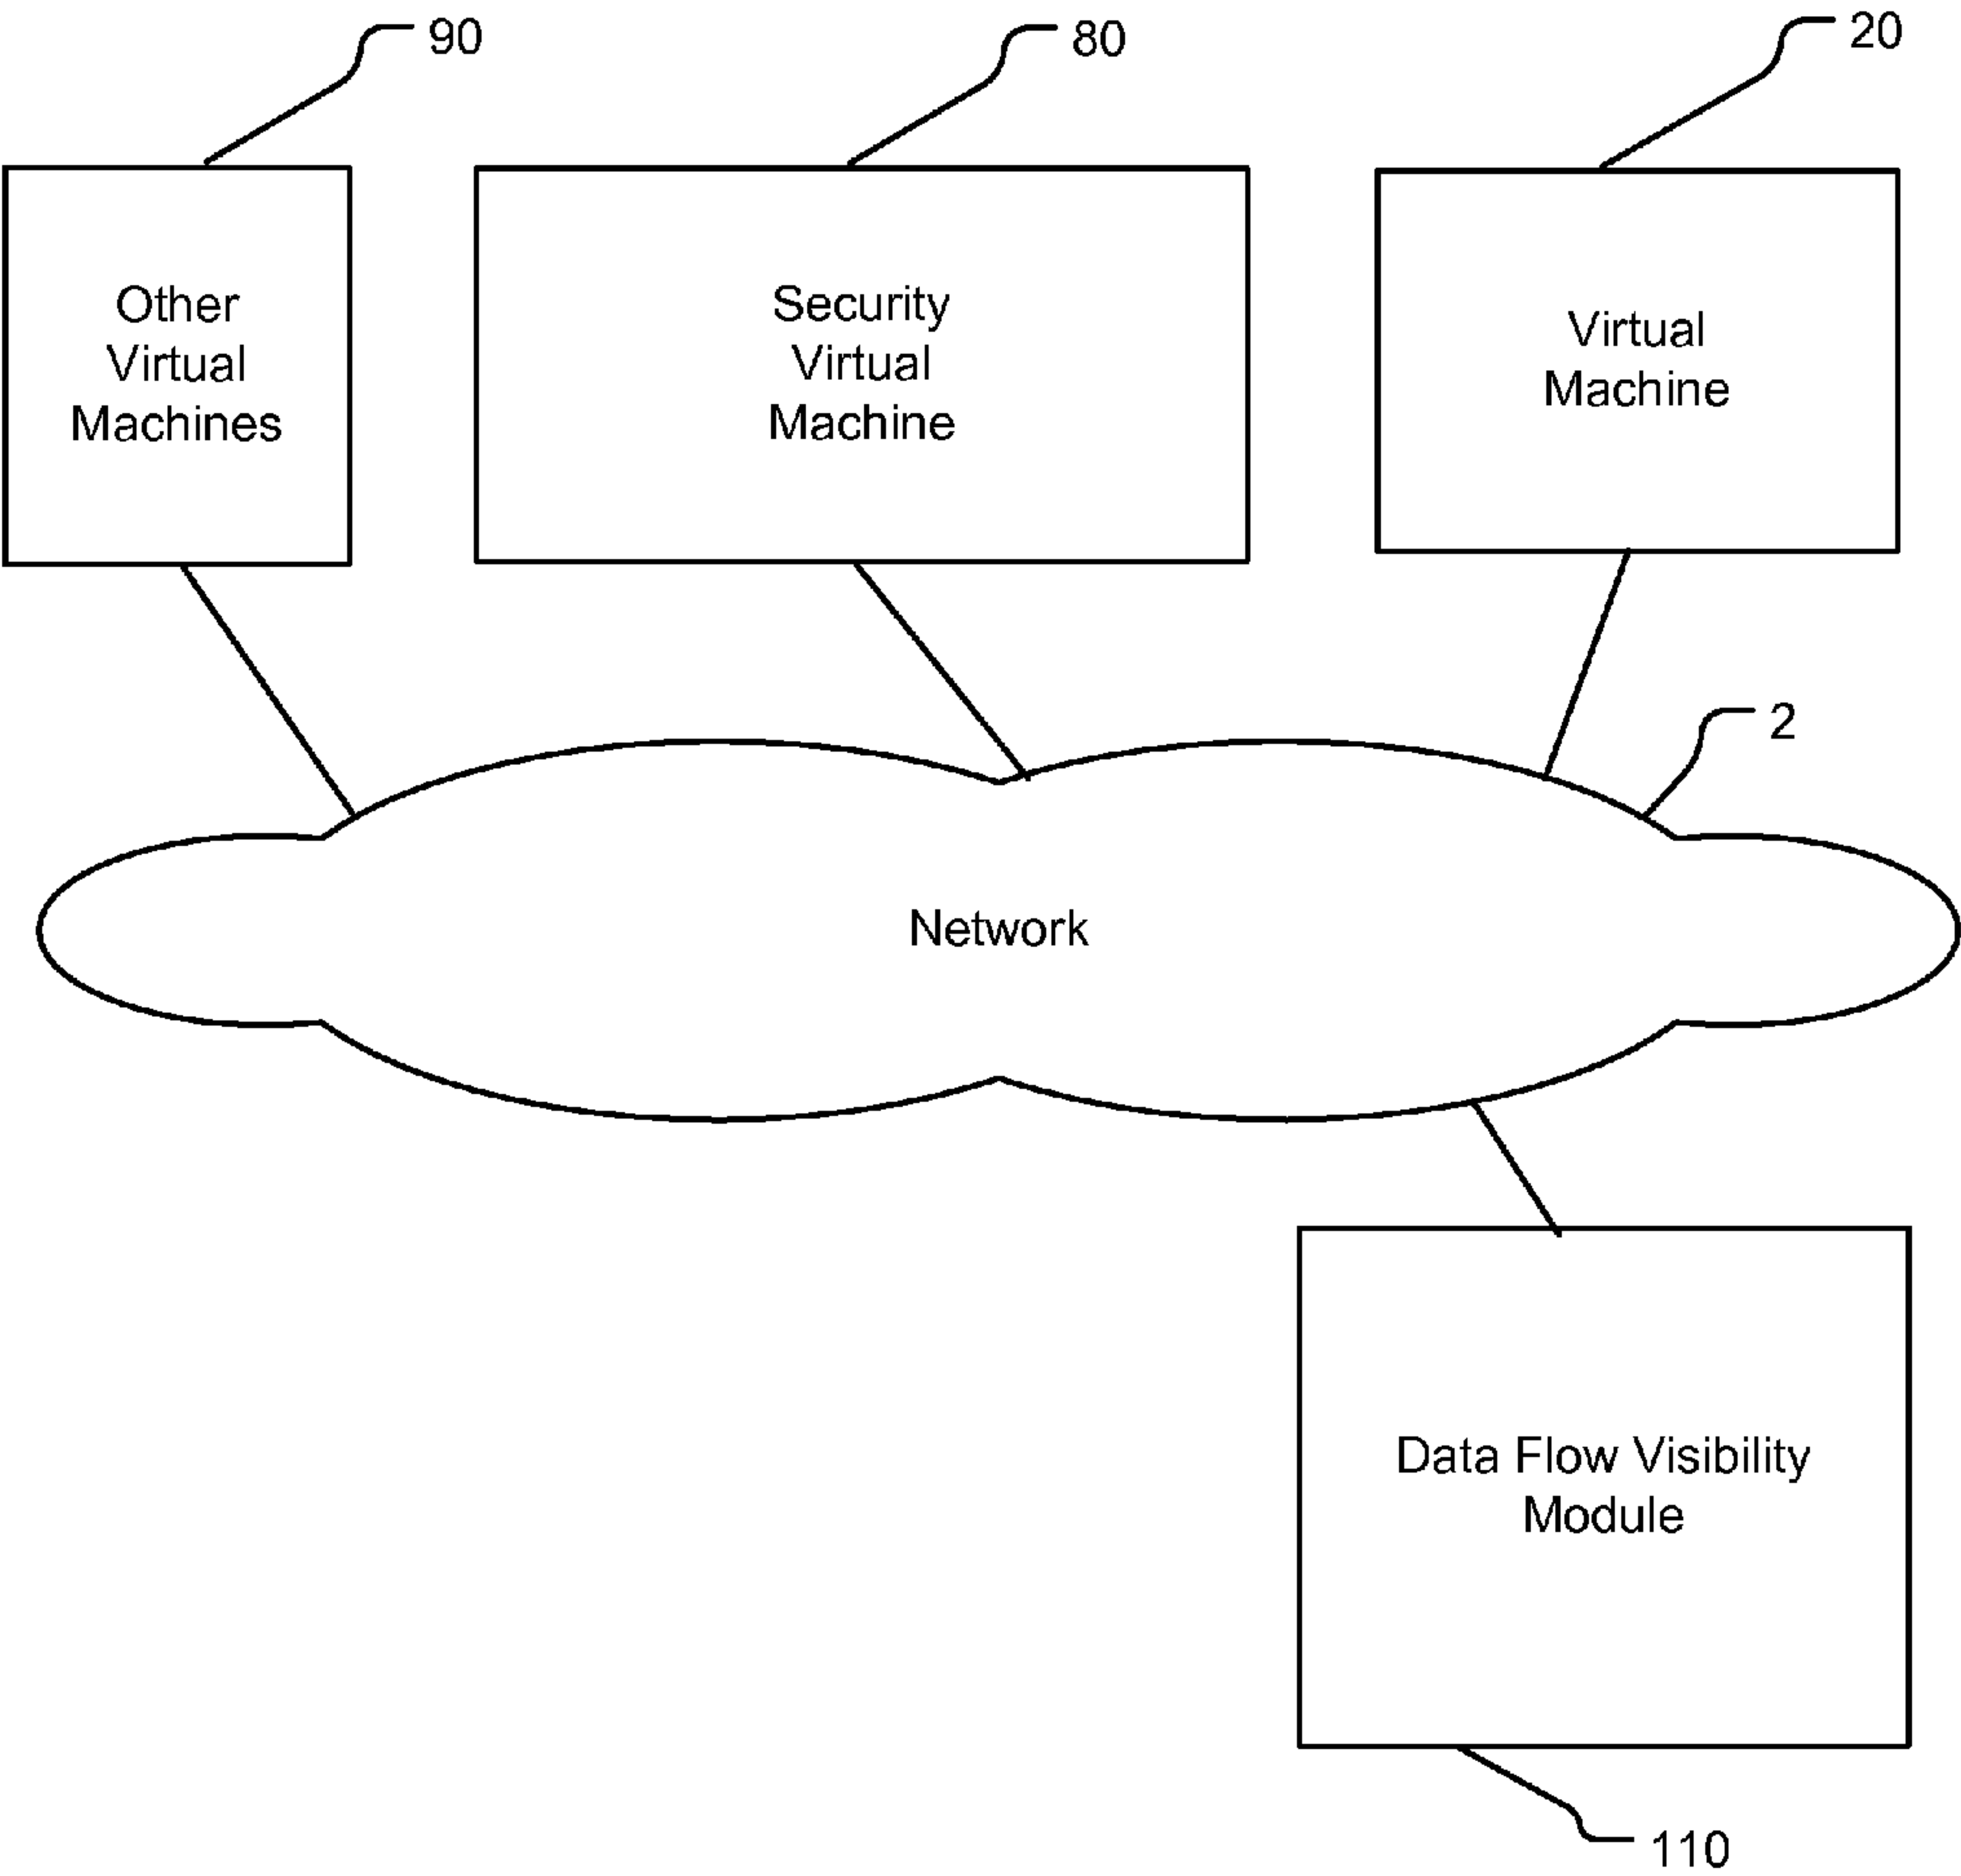 90
80
20
Other
Virtual
Machines
Security
Virtual
Machine
Virtual
Machine
2
Network
Data Flow Visibility
Module
110